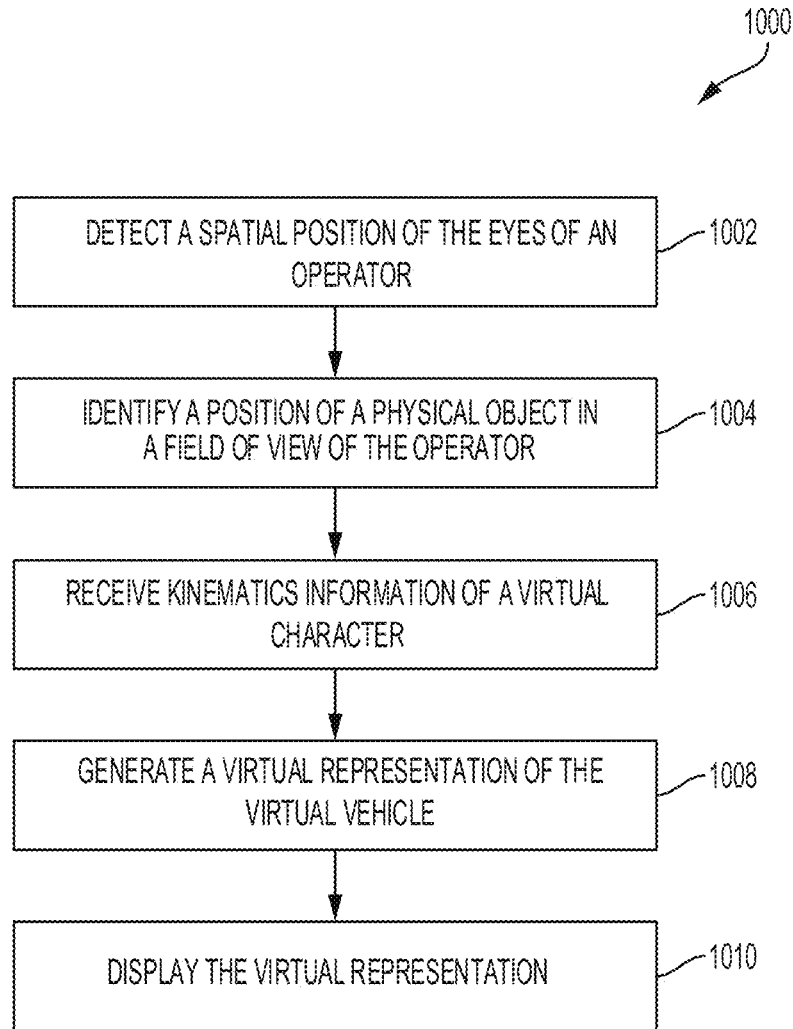 1000
DETECT A SPATIAL POSITION OF THE EYES OF AN
OPERATOR
1002
IDENTIFY A POSITION OF A PHYSICAL OBJECT IN
A FIELD OF VIEW OF THE OPERATOR
1004
RECEIVE KINEMATICS INFORMATION OF A VIRTUAL
CHARACTER
1006
GENERATE A VIRTUAL REPRESENTATION OF THE
VIRTUAL VEHICLE
1008
DISPLAY THE VIRTUAL REPRESENTATION
1010